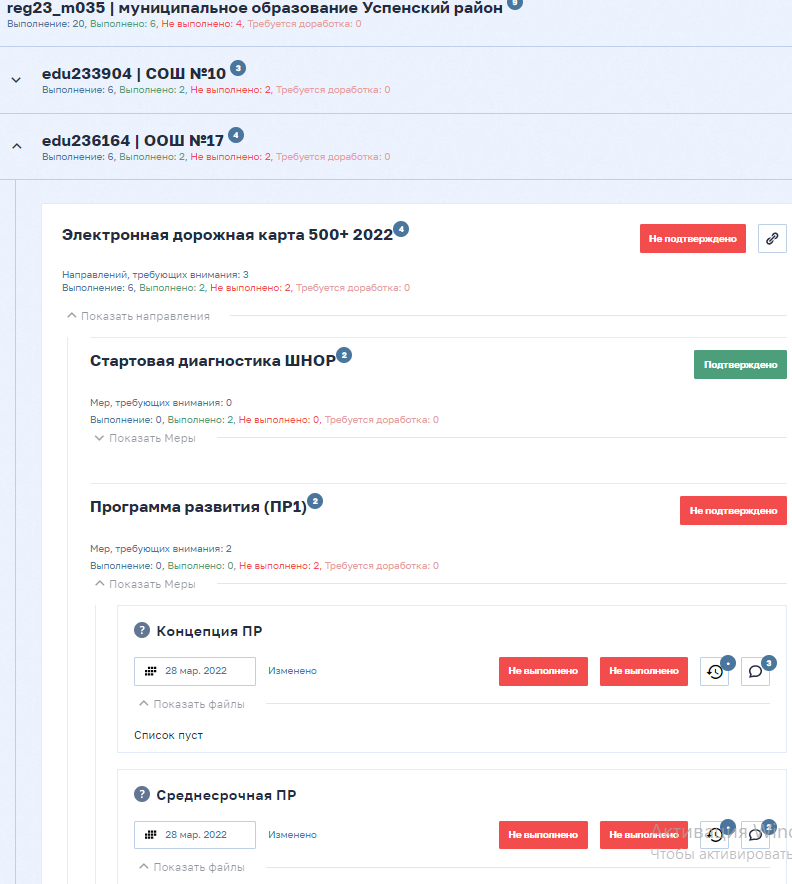 reg23_m035 | муниципальное образование Успенский район 9
Выполнение: 20, Выполнено: 6, Не выполнено: 4, Требуется доработка: 0
edu233904 | СОШ №10 3
Выполнение: 6, Выполнено: 2, Не выполнено: 2, Требуется доработка: 0
edu236164 | ООШ №17 4
Выполнение: 6, Выполнено: 2, Не выполнено: 2, Требуется доработка: 0
Электронная дорожная карта 500+ 2022 4 Не подтверждено
Направлений, требующих внимания: 3
Выполнение: 6, Выполнено: 2, Не выполнено: 2, Требуется доработка: 0
Показать направления
Стартовая диагностика ШНОР 2 Подтверждено
Мер, требующих внимания: 0
Выполнение: 0, Выполнено: 2, Не выполнено: 0, Требуется доработка: 0
Показать Меры
Программа развития (ПР1) 2 Не подтверждено
Мер, требующих внимания: 2
Выполнение: 0, Выполнено: 0, Не выполнено: 2, Требуется доработка: 0
Показать Меры
? Концепция ПР
28 мар. 2022 Изменено Не выполнено Не выполнено 3
Показать файлы
Список пуст
? Среднесрочная ПР
28 мар. 2022 Изменено Не выполнено Не выполнено 2
Активация Windo
Чтобы активировать
Показать файлы